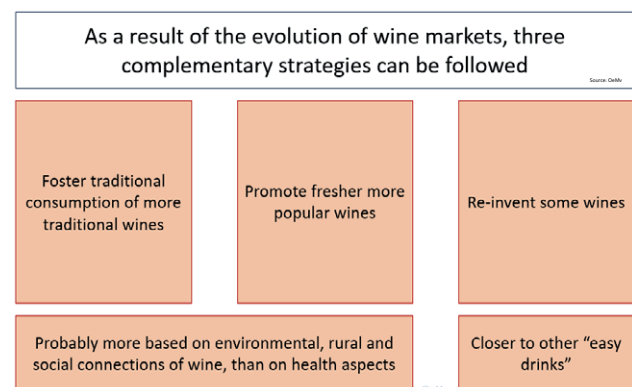 As a result of the evolution of wine markets, three
complementary strategies can be followed
Source: OeMv
Foster traditional
consumption of more
traditional wines
Promote fresher more
popular wines
Re-invent some wines
Probably more based on environmental, rural and
social connections of wine, than on health aspects
Closer to other “easy
drinks”